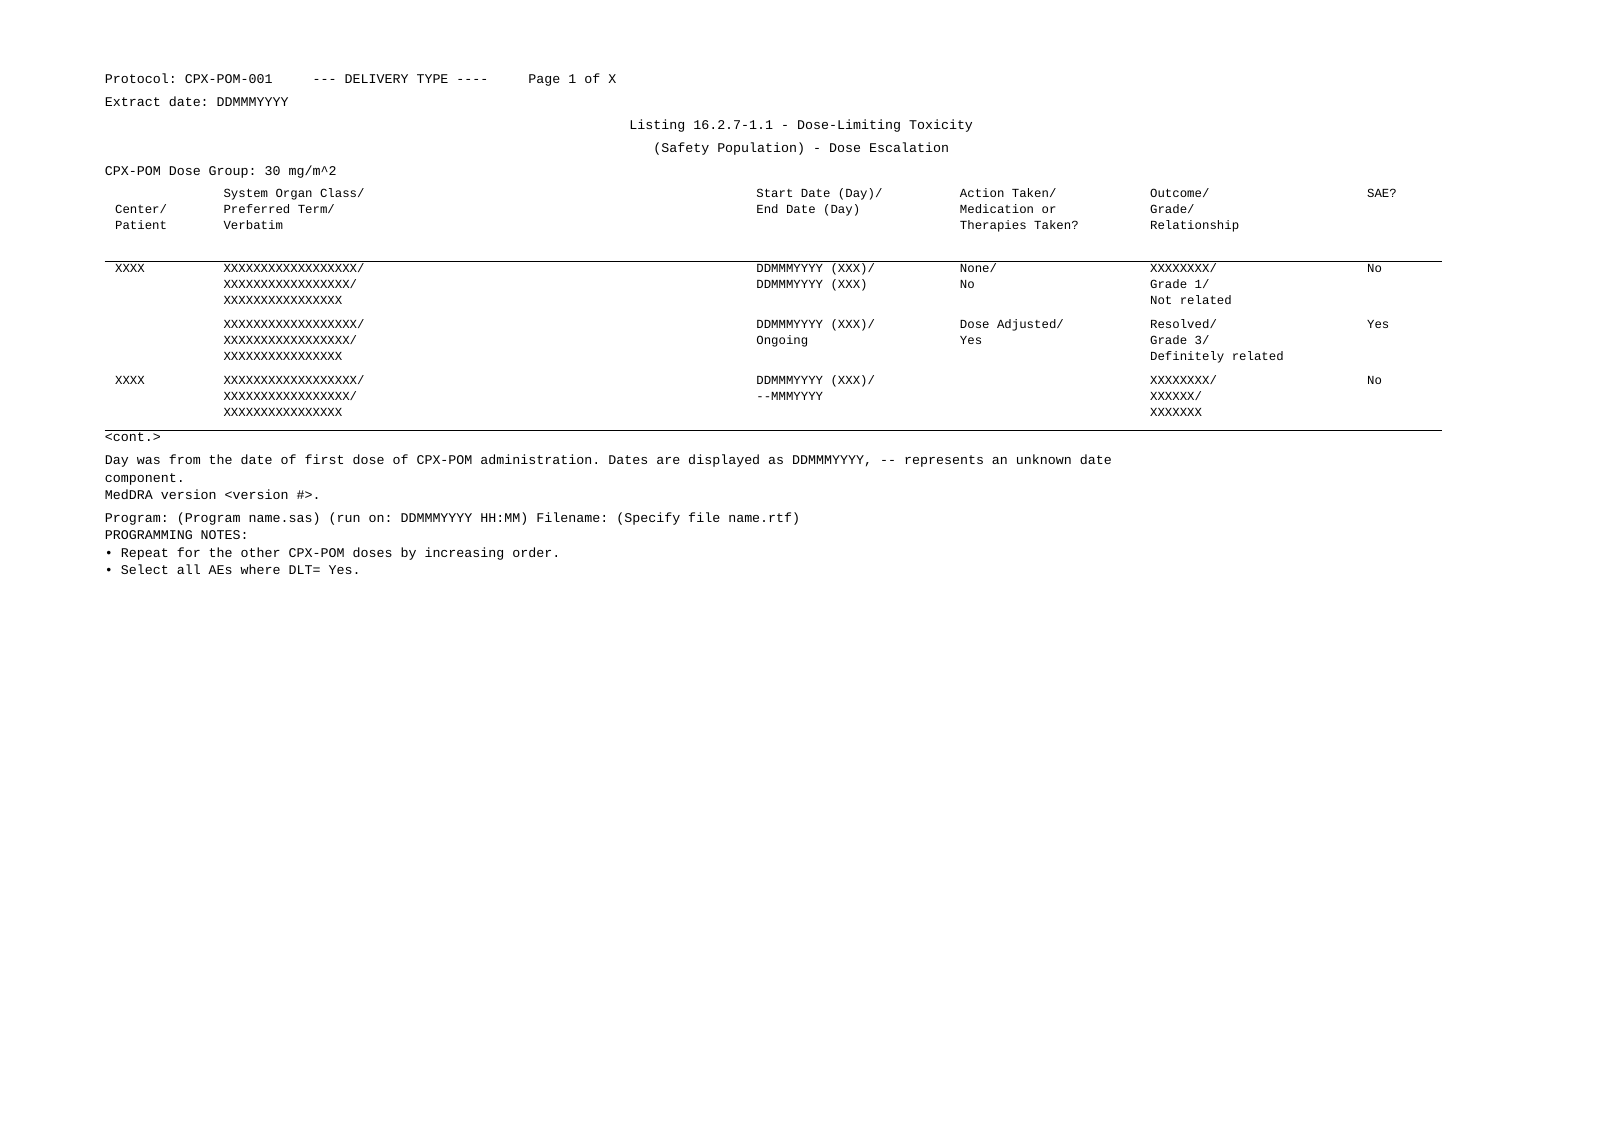 Protocol: CPX-POM-001     --- DELIVERY TYPE ----     Page 1 of X
Extract date: DDMMMYYYY
Listing 16.2.7-1.1 - Dose-Limiting Toxicity
(Safety Population) - Dose Escalation
CPX-POM Dose Group: 30 mg/m^2
System Organ Class/ Start Date (Day)/ Action Taken/ Outcome/ SAE?
Center/ Preferred Term/ End Date (Day) Medication or Grade/
Patient Verbatim Therapies Taken? Relationship
XXXX XXXXXXXXXXXXXXXXXX/ DDMMMYYYY (XXX)/ None/ XXXXXXXX/ No
XXXXXXXXXXXXXXXXX/ DDMMMYYYY (XXX) No Grade 1/
XXXXXXXXXXXXXXXX Not related
XXXXXXXXXXXXXXXXXX/ DDMMMYYYY (XXX)/ Dose Adjusted/ Resolved/ Yes
XXXXXXXXXXXXXXXXX/ Ongoing Yes Grade 3/
XXXXXXXXXXXXXXXX Definitely related
XXXX XXXXXXXXXXXXXXXXXX/ DDMMMYYYY (XXX)/ XXXXXXXX/ No
XXXXXXXXXXXXXXXXX/ --MMMYYYY XXXXXX/
XXXXXXXXXXXXXXXX XXXXXXX
<cont.>
Day was from the date of first dose of CPX-POM administration. Dates are displayed as DDMMMYYYY, -- represents an unknown date
component.
MedDRA version <version #>.
Program: (Program name.sas) (run on: DDMMMYYYY HH:MM) Filename: (Specify file name.rtf)
PROGRAMMING NOTES:
• Repeat for the other CPX-POM doses by increasing order.
• Select all AEs where DLT= Yes.